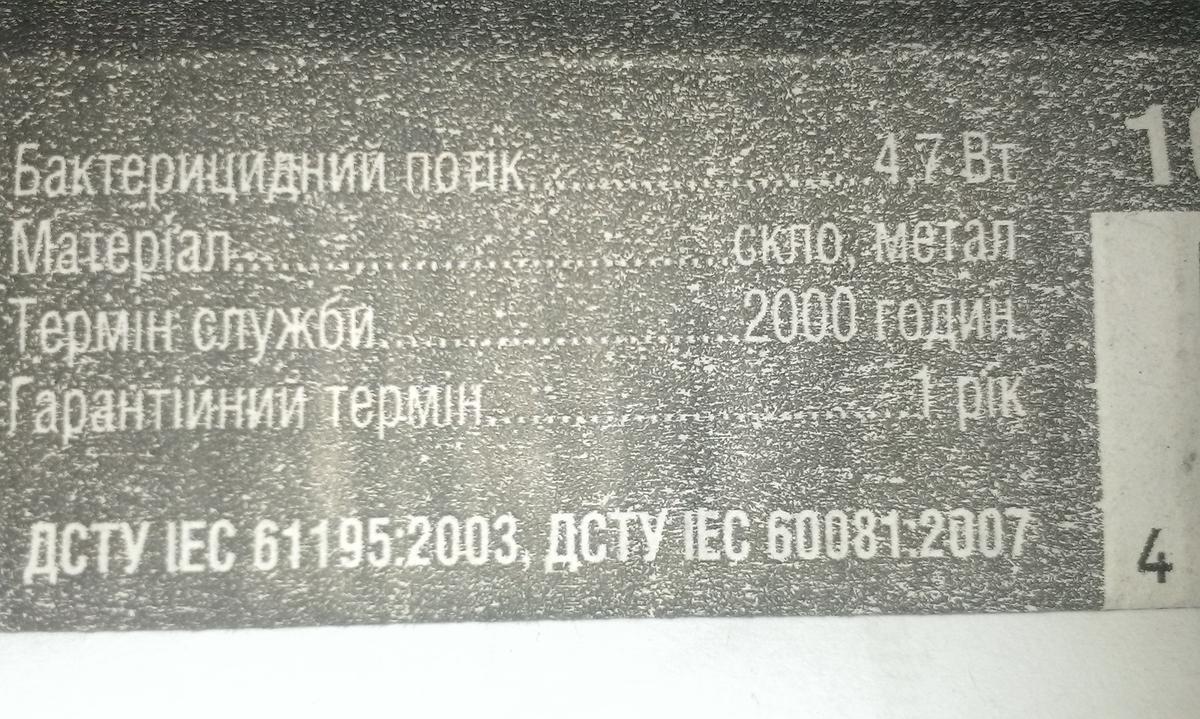 Бактерицидний потік 4,7 Вт
Матеріал скло, метал
Термін служби 2000 годин
Гарантійний термін 1 рік
ДСТУ IEC 61195:2003, ДСТУ IEC 60081:2007
4